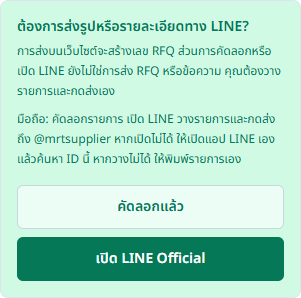 ต้องการส่งรูปหรือรายละเอียดทาง LINE?
การส่งบนเว็บไซต์จะสร้างเลข RFQ ส่วนการคัดลอกหรือ
เปิด LINE ยังไม่ใช่การส่ง RFQ หรือข้อความ คุณต้องวาง
รายการและกดส่งเอง
มือถือ: คัดลอกรายการ เปิด LINE วางรายการและกดส่ง
ถึง @mrtsupplier หากเปิดไม่ได้ ให้เปิดแอป LINE เอง
แล้วค้นหา ID นี้ หากวางไม่ได้ ให้พิมพ์รายการเอง
คัดลอกแล้ว
เปิด LINE Official